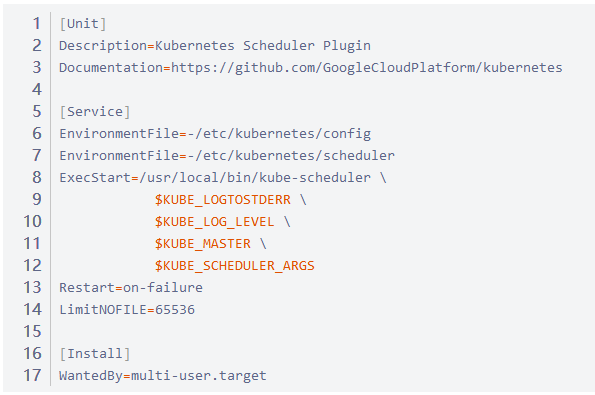 1 [Unit]
2 Description=Kubernetes Scheduler Plugin
3 Documentation=https://github.com/GoogleCloudPlatform/kubernetes
4
5 [Service]
6 EnvironmentFile=-/etc/kubernetes/config
7 EnvironmentFile=-/etc/kubernetes/scheduler
8 ExecStart=/usr/local/bin/kube-scheduler \
9             $KUBE_LOGTOSTDERR \
10             $KUBE_LOG_LEVEL \
11             $KUBE_MASTER \
12             $KUBE_SCHEDULER_ARGS
13 Restart=on-failure
14 LimitNOFILE=65536
15
16 [Install]
17 WantedBy=multi-user.target